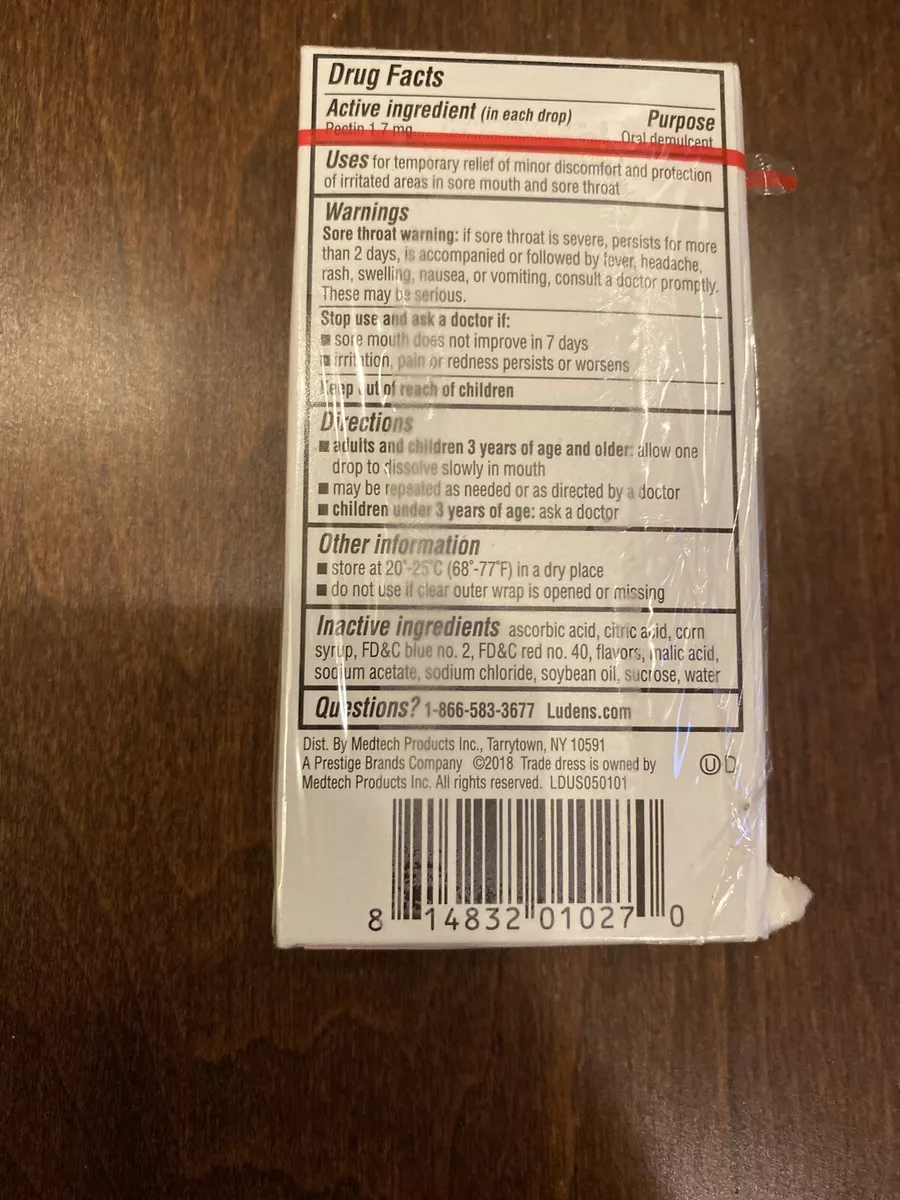 Drug Facts
Active ingredient (in each drop) Purpose
Pectin 1.7 mg Oral demulcent
Uses for temporary relief of minor discomfort and protection
of irritated areas in sore mouth and sore throat
Warnings
Sore throat warning: if sore throat is severe, persists for more
than 2 days, is accompanied or followed by fever, headache,
rash, swelling, nausea, or vomiting, consult a doctor promptly.
These may be serious.
Stop use and ask a doctor if:
■ sore mouth does not improve in 7 days
■ irritation, pain or redness persists or worsens
Keep out of reach of children
Directions
■ adults and children 3 years of age and older: allow one
drop to dissolve slowly in mouth
■ may be repeated as needed or as directed by a doctor
■ children under 3 years of age: ask a doctor
Other information
■ store at 20°-25°C (68°-77°F) in a dry place
■ do not use if clear outer wrap is opened or missing
Inactive ingredients ascorbic acid, citric acid, corn
syrup, FD&C blue no. 2, FD&C red no. 40, flavors, malic acid,
sodium acetate, sodium chloride, soybean oil, sucrose, water
Questions? 1-866-583-3677 Ludens.com
Dist. By Medtech Products Inc., Tarrytown, NY 10591
A Prestige Brands Company ©2018 Trade dress is owned by
Medtech Products Inc. All rights reserved. LDUS050101
Ⓤ D
8 14832 01027 0